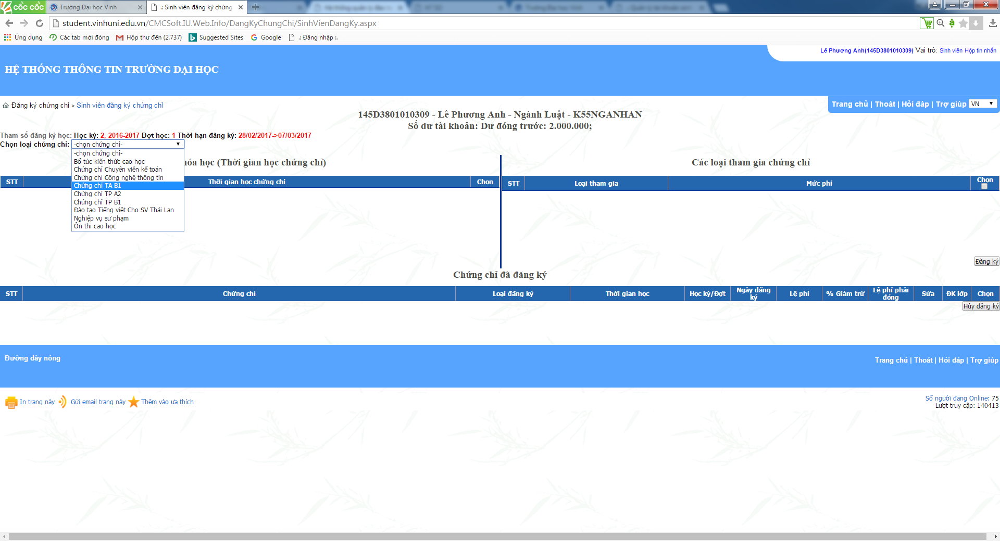 cốc cốc
Trường Đại học Vinh
.: Sinh viên đăng ký chứng
student.vinhuni.edu.vn/CMCSoft.IU.Web.Info/DangKyChungChi/SinhVienDangKy.aspx
Ứng dụng Các tab mới đóng Hộp thư đến (2.737) Suggested Sites Google .: Đăng nhập :.
Lê Phương Anh(145D3801010309) Vai trò: Sinh viên Hộp tin nhắn
HỆ THỐNG THÔNG TIN TRƯỜNG ĐẠI HỌC
Đăng ký chứng chỉ > Sinh viên đăng ký chứng chỉ
Trang chủ | Thoát | Hỏi đáp | Trợ giúp VN
145D3801010309 - Lê Phương Anh - Ngành Luật - K55NGANHAN
Số dư tài khoản: Dư đóng trước: 2.000.000;
Tham số đăng ký học: Học kỳ: 2, 2016-2017 Đợt học: 1 Thời hạn đăng ký: 28/02/2017->07/03/2017
Chọn loại chứng chỉ: -chọn chứng chỉ-
-chọn chứng chỉ-
Bổ túc kiến thức cao học
Chứng chỉ Chuyên viên kế toán
Chứng chỉ Công nghệ thông tin
Chứng chỉ TA B1
Chứng chỉ TP A2
Chứng chỉ TP B1
Đào tạo Tiếng việt Cho SV Thái Lan
Nghiệp vụ sư phạm
Ôn thi cao học
hóa học (Thời gian học chứng chỉ)
STT Thời gian học chứng chỉ Chọn
Các loại tham gia chứng chỉ
STT Loại tham gia Mức phí Chọn
Đăng ký
Chứng chỉ đã đăng ký
STT Chứng chỉ Loại đăng ký Thời gian học Học kỳ/Đợt Ngày đăng ký Lệ phí % Giảm trừ Lệ phí phải đóng Sửa ĐK lớp Chọn
Hủy đăng ký
Đường dây nóng
Trang chủ | Thoát | Hỏi đáp | Trợ giúp
In trang này Gửi email trang này Thêm vào ưa thích
Số người đang Online: 75
Lượt truy cập: 140413